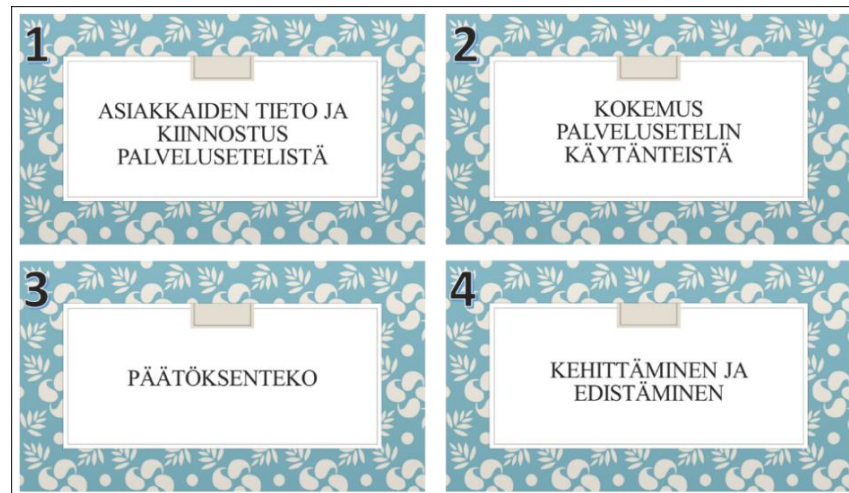 1
ASIAKKAIDEN TIETO JA
KIINNOSTUS
PALVELUSETELISTÄ
2
KOKEMUS
PALVELUSETELIN
KÄYTÄNTEISTÄ
3
PÄÄTÖKSENTEKO
4
KEHITTÄMINEN JA
EDISTÄMINEN